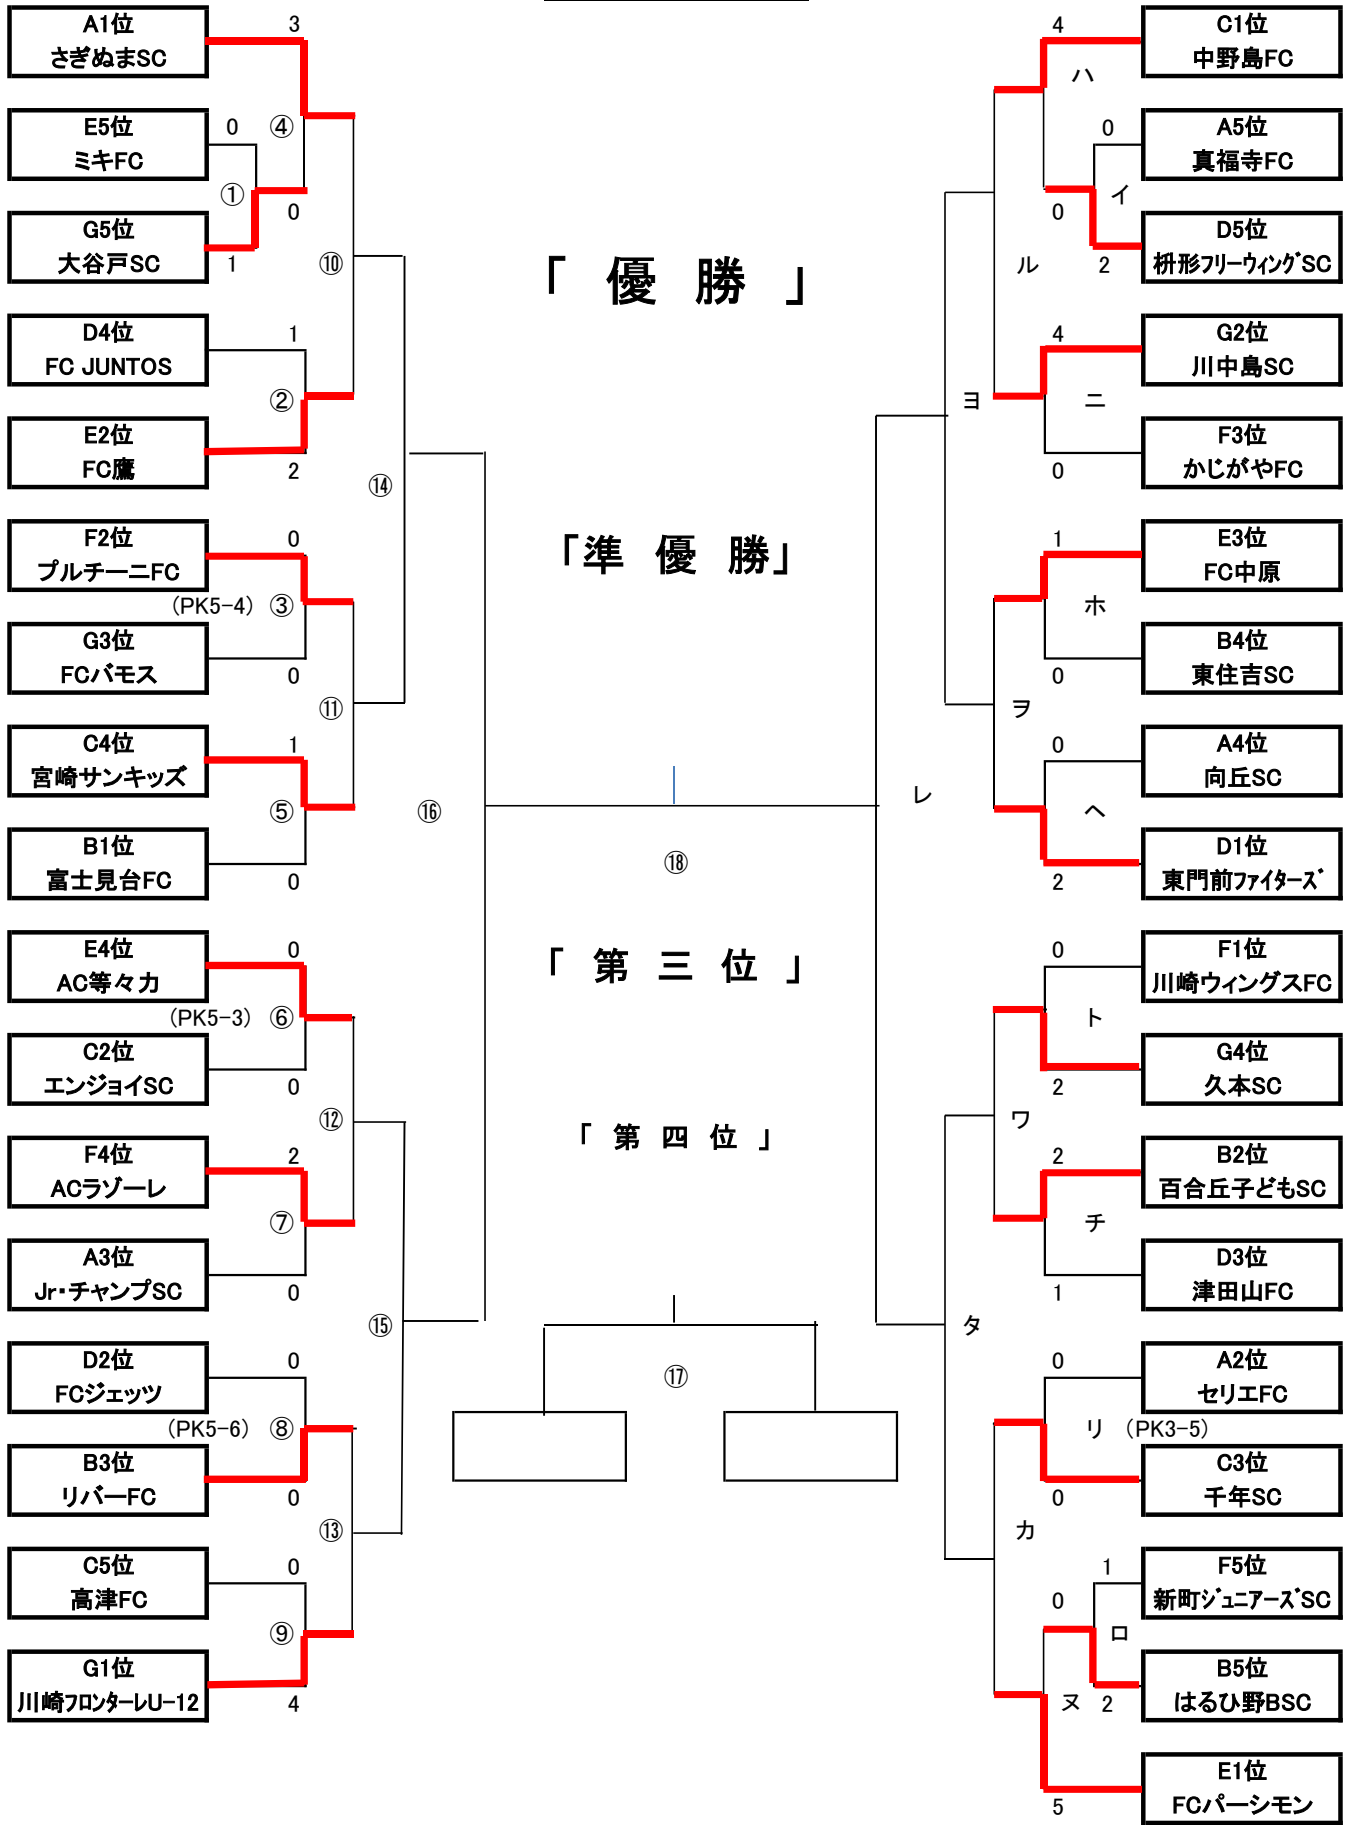 A1位
さぎぬまSC
3
E5位
ミキFC
0
④
①
G5位
大谷戸SC
1
0
⑩
D4位
FC JUNTOS
1
②
E2位
FC鷹
2
⑭
F2位
プルチーニFC
0
(PK5-4)
③
G3位
FCバモス
0
⑪
C4位
宮崎サンキッズ
1
⑤
⑯
B1位
富士見台FC
0
E4位
AC等々力
0
(PK5-3)
⑥
C2位
エンジョイSC
0
⑫
F4位
ACラゾーレ
2
⑦
A3位
Jr・チャンプSC
0
⑮
D2位
FCジェッツ
0
(PK5-6)
⑧
B3位
リバーFC
0
⑬
C5位
高津FC
0
⑨
G1位
川崎フロンターレU-12
4
「 優 勝 」
「準 優 勝」
⑱
「 第 三 位 」
「 第 四 位 」
⑰
4
C1位
中野島FC
ハ
0
A5位
真福寺FC
イ
0
D5位
枡形フリーウィングSC
2
ル
4
G2位
川中島SC
ヨ
ニ
F3位
かじがやFC
0
1
E3位
FC中原
ホ
B4位
東住吉SC
0
ヲ
0
A4位
向丘SC
レ
ヘ
D1位
東門前ファイターズ
2
0
F1位
川崎ウィングスFC
ト
G4位
久本SC
2
ワ
2
B2位
百合丘子どもSC
チ
D3位
津田山FC
1
タ
0
A2位
セリエFC
リ
(PK3-5)
C3位
千年SC
0
カ
1
F5位
新町ジュニアーズSC
0
ロ
B5位
はるひ野BSC
ヌ
2
E1位
FCパーシモン
5